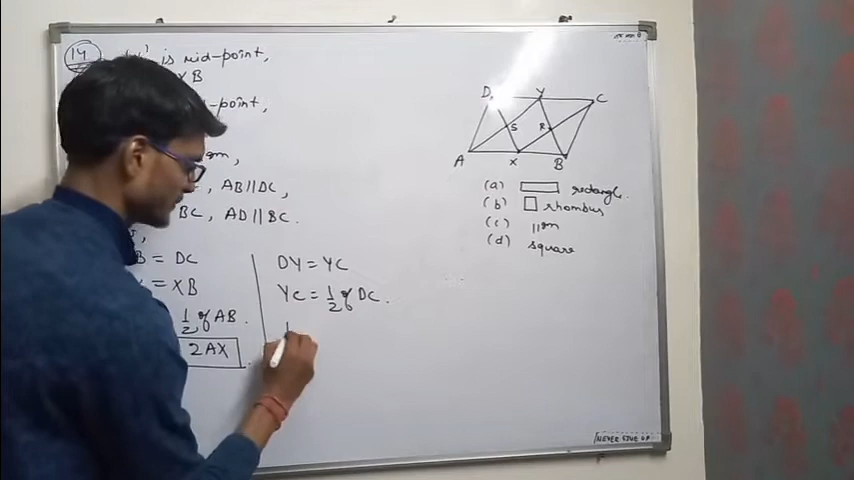 14 is mid-point,
XB
-point,
m,
, AB//DC,
BC, AD//BC.
B = DC
= XB
1/2 of AB.
2AX
DY = YC
YC = 1/2 of DC.
D Y C
S R
A X B
(a) rectangle.
(b) rhombus
(c) ||gm
(d) square
NEVER GIVE UP